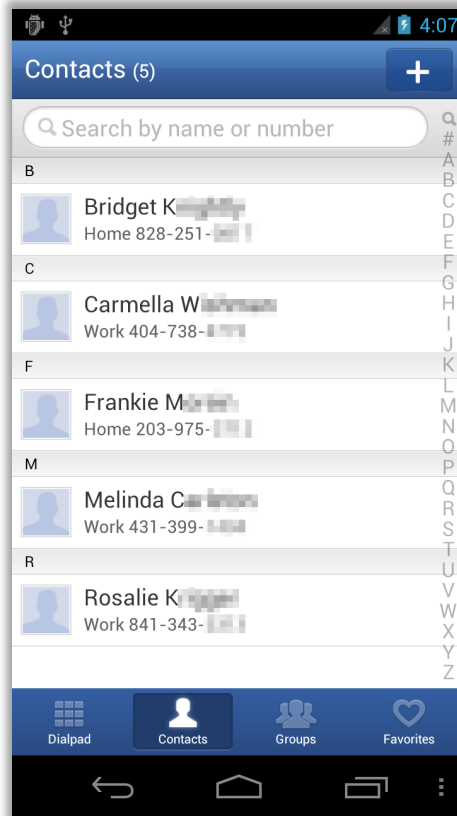 4:07
Contacts (5)
Search by name or number
#
A
B
C
D
E
F
G
H
I
J
K
L
M
N
O
P
Q
R
S
T
U
V
W
X
Y
Z
B
Bridget K
Home 828-251-
C
Carmella W
Work 404-738-
F
Frankie M
Home 203-975-
M
Melinda C
Work 431-399-
R
Rosalie K
Work 841-343-
Dialpad
Contacts
Groups
Favorites